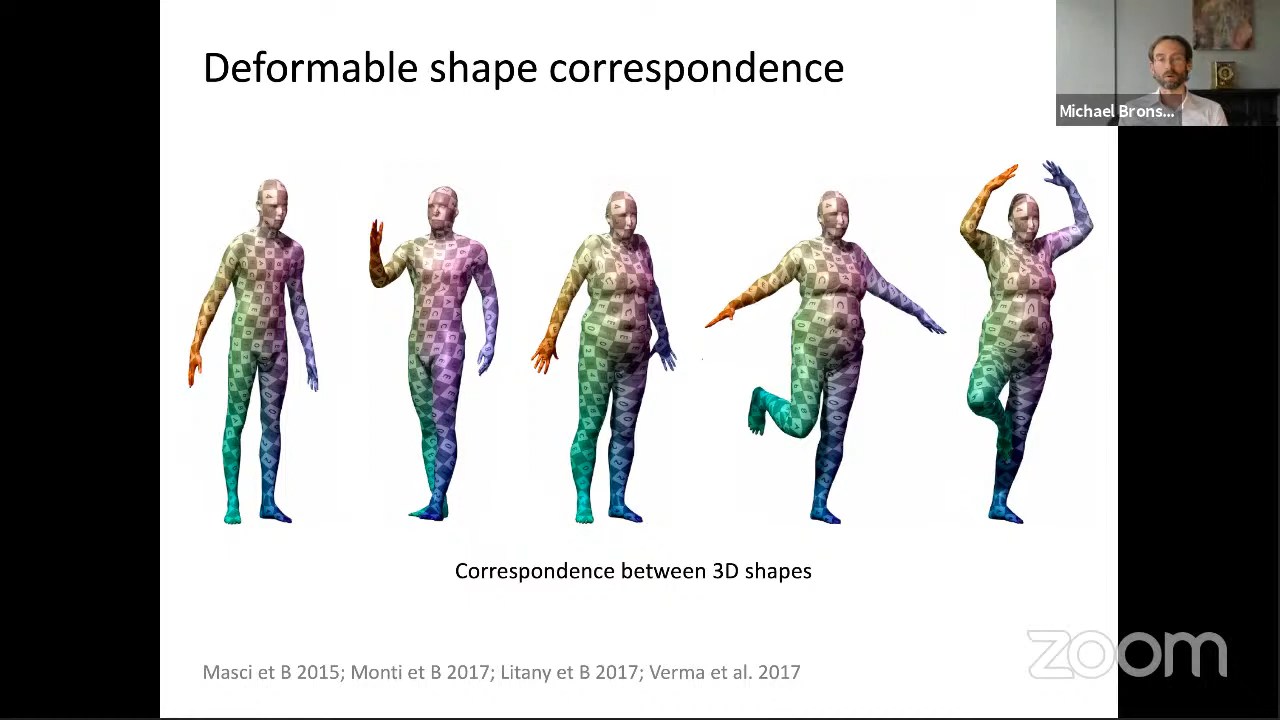 Deformable shape correspondence
Michael Brons...
Correspondence between 3D shapes
Masci et B 2015; Monti et B 2017; Litany et B 2017; Verma et al. 2017
zoom